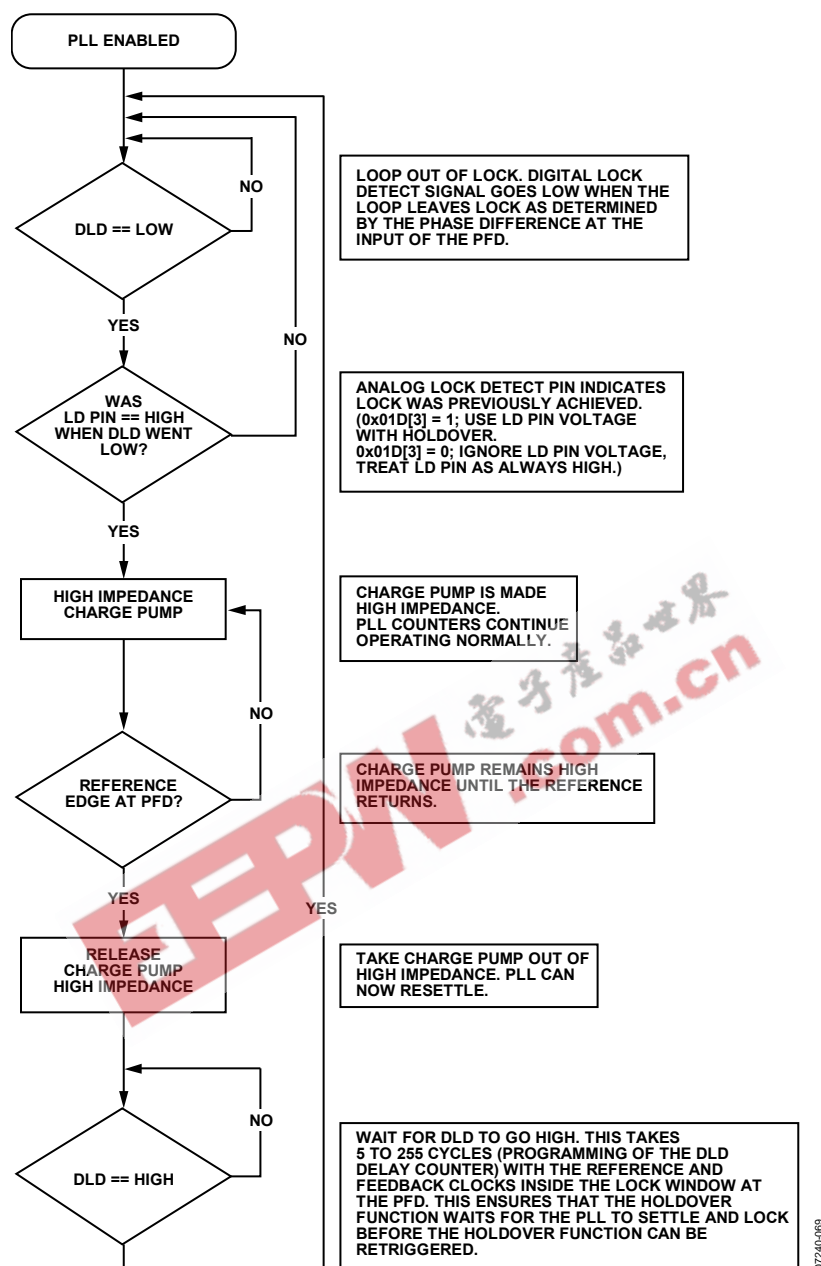 PLL ENABLED
NO
DLD == LOW
LOOP OUT OF LOCK. DIGITAL LOCK
DETECT SIGNAL GOES LOW WHEN THE
LOOP LEAVES LOCK AS DETERMINED
BY THE PHASE DIFFERENCE AT THE
INPUT OF THE PFD.
YES
NO
WAS
LD PIN == HIGH
WHEN DLD WENT
LOW?
ANALOG LOCK DETECT PIN INDICATES
LOCK WAS PREVIOUSLY ACHIEVED.
(0x01D[3] = 1; USE LD PIN VOLTAGE
WITH HOLDOVER.
0x01D[3] = 0; IGNORE LD PIN VOLTAGE,
TREAT LD PIN AS ALWAYS HIGH.)
YES
HIGH IMPEDANCE
CHARGE PUMP
CHARGE PUMP IS MADE
HIGH IMPEDANCE.
PLL COUNTERS CONTINUE
OPERATING NORMALLY.
NO
REFERENCE
EDGE AT PFD?
CHARGE PUMP REMAINS HIGH
IMPEDANCE UNTIL THE REFERENCE
RETURNS.
YES
YES
RELEASE
CHARGE PUMP
HIGH IMPEDANCE
TAKE CHARGE PUMP OUT OF
HIGH IMPEDANCE. PLL CAN
NOW RESETTLE.
NO
DLD == HIGH
WAIT FOR DLD TO GO HIGH. THIS TAKES
5 TO 255 CYCLES (PROGRAMMING OF THE DLD
DELAY COUNTER) WITH THE REFERENCE AND
FEEDBACK CLOCKS INSIDE THE LOCK WINDOW AT
THE PFD. THIS ENSURES THAT THE HOLDOVER
FUNCTION WAITS FOR THE PLL TO SETTLE AND LOCK
BEFORE THE HOLDOVER FUNCTION CAN BE
RETRIGGERED.
07240-069
EEPW
電子產品世界
.com.cn